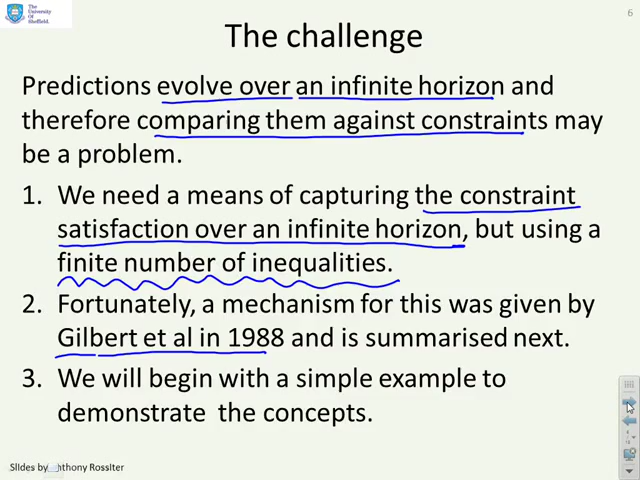 The
University
Of
Sheffield.
6
The challenge
Predictions evolve over an infinite horizon and
therefore comparing them against constraints may
be a problem.
1. We need a means of capturing the constraint
satisfaction over an infinite horizon, but using a
finite number of inequalities.
2. Fortunately, a mechanism for this was given by
Gilbert et al in 1988 and is summarised next.
3. We will begin with a simple example to
demonstrate the concepts.
Slides by Anthony Rossiter